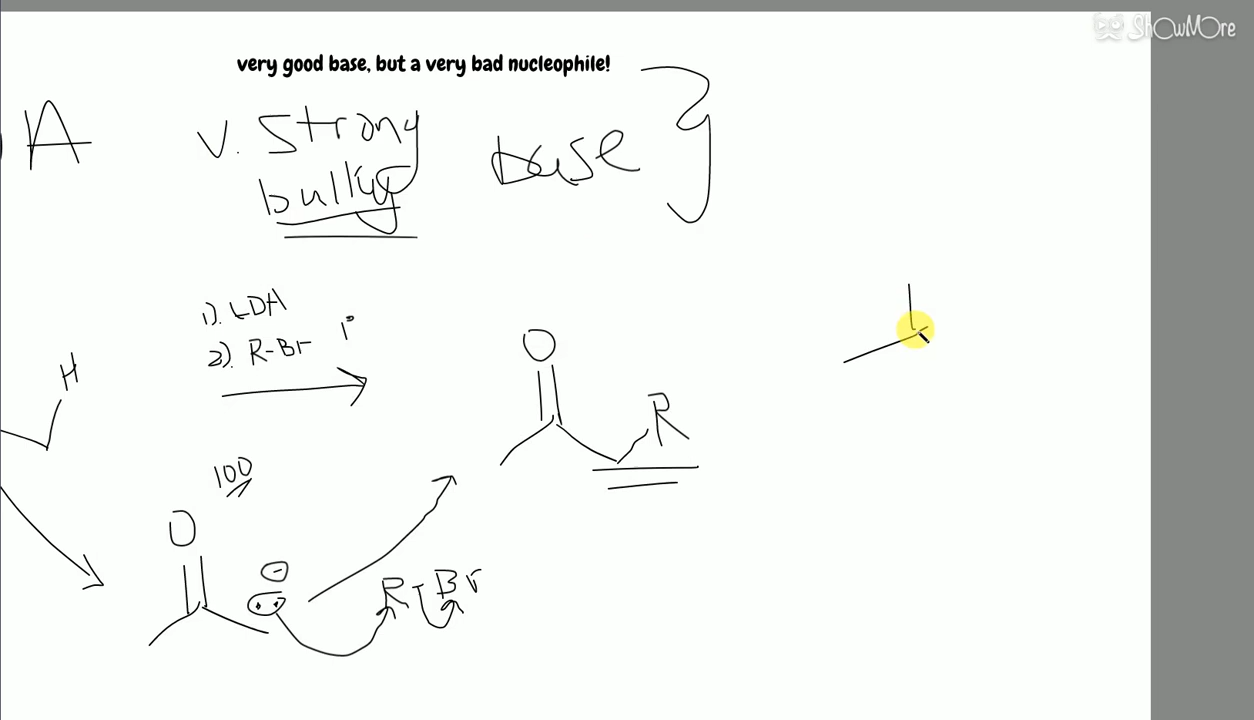 ShowMore
very good base, but a very bad nucleophile!
A v. strong base
bulky
1). LDA
2). R-Br 1°
H
O
R
100
O
R Br